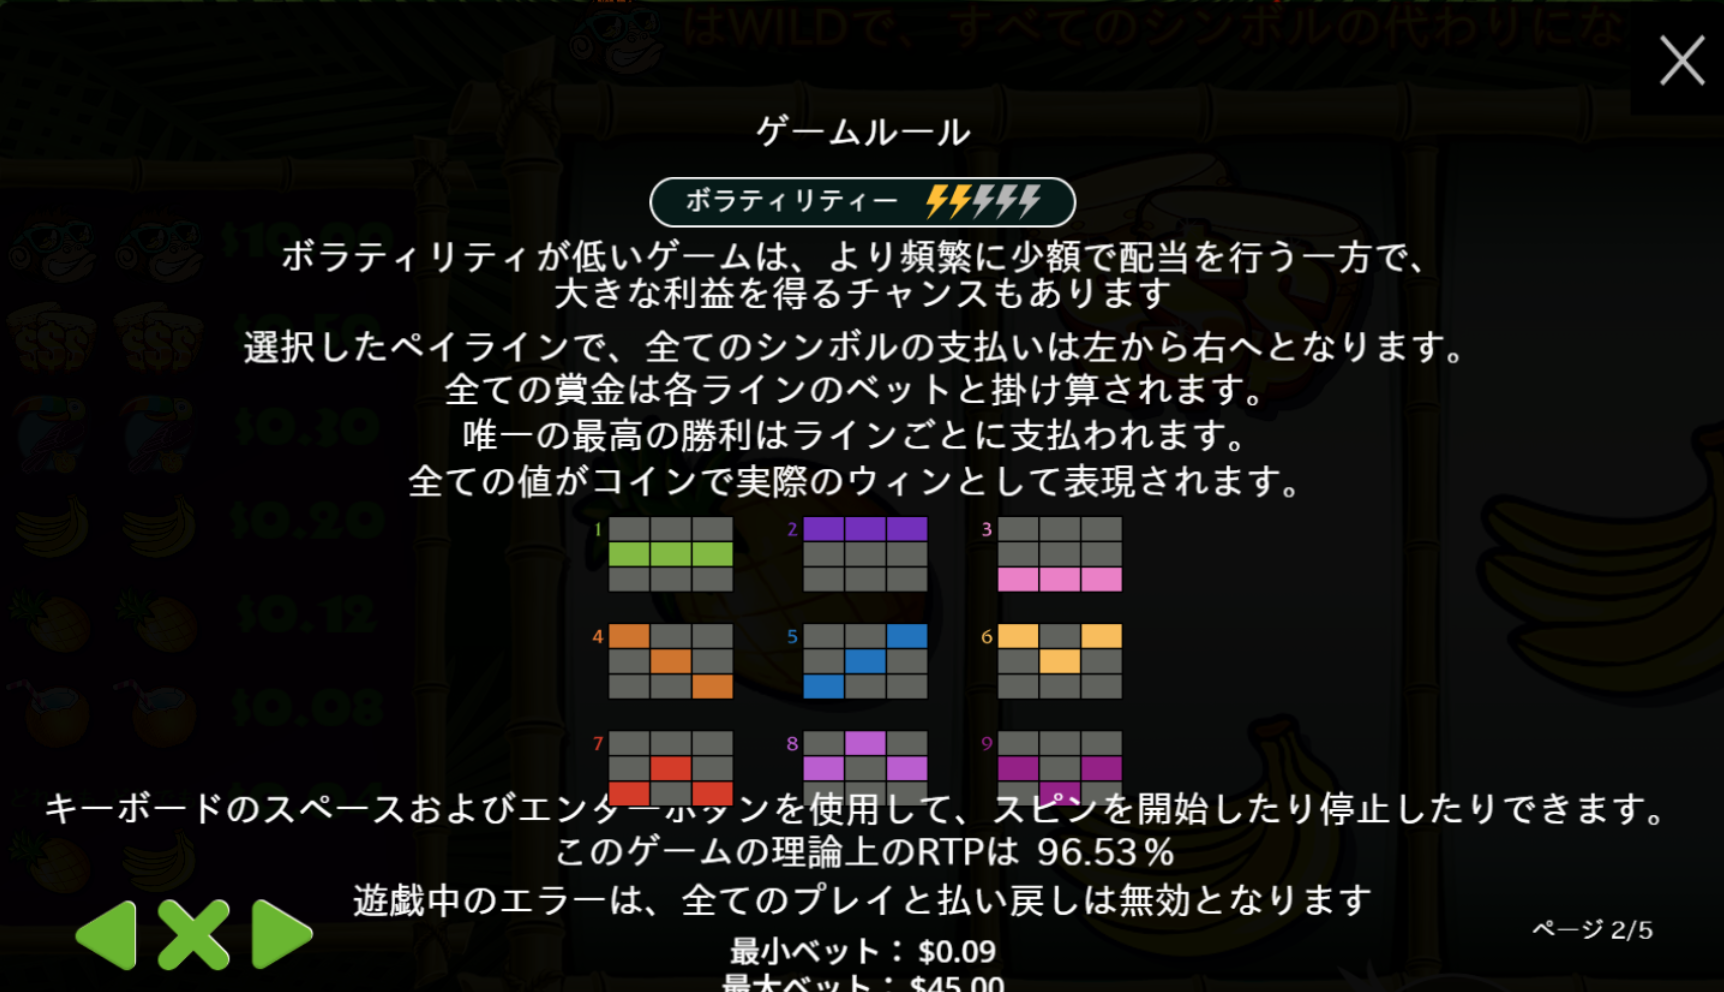 はWILDで、すべてのシンボルの代わりにな
ゲームルール
ボラティリティー
ボラティリティが低いゲームは、より頻繁に少額で配当を行う一方で、
大きな利益を得るチャンスもあります
選択したペイラインで、全てのシンボルの支払いは左から右へとなります。
全ての賞金は各ラインのベットと掛け算されます。
唯一の最高の勝利はラインごとに支払われます。
全ての値がコインで実際のウィンとして表現されます。
$10.00
$0.50
$0.30
$0.20
$0.12
$0.08
1 2 3
4 5 6
7 8 9
キーボードのスペースおよびエンターボタンを使用して、スピンを開始したり停止したりできます。
このゲームの理論上のRTPは 96.53%
遊戯中のエラーは、全てのプレイと払い戻しは無効となります
ページ 2/5
最小ベット： $0.09
最大ベット： $45.00